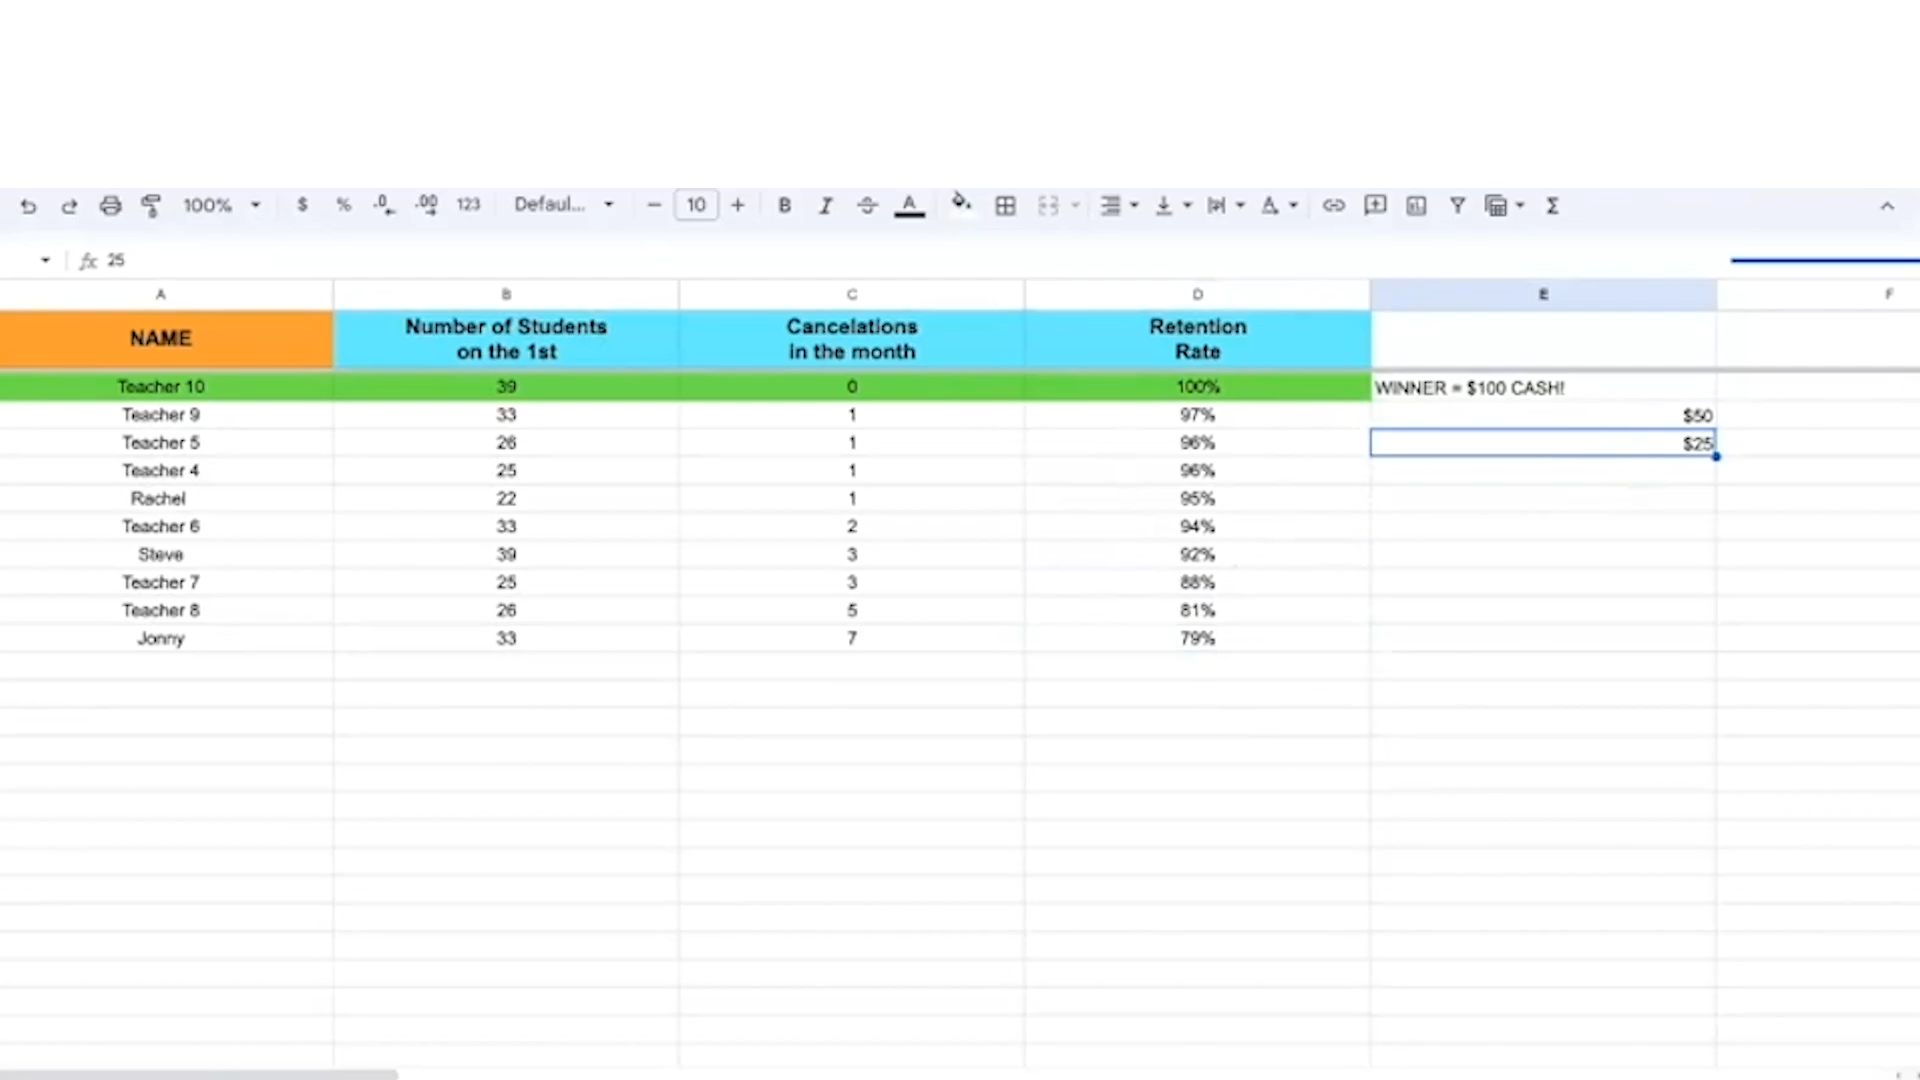 100% $ % .0 .00 123 Defaul... − 10 + B I S A Σ
fx 25
A B C D E F
NAME Number of Students on the 1st Cancelations in the month Retention Rate
Teacher 10 39 0 100% WINNER = $100 CASH!
Teacher 9 33 1 97% $50
Teacher 5 26 1 96% $25
Teacher 4 25 1 96%
Rachel 22 1 95%
Teacher 6 33 2 94%
Steve 39 3 92%
Teacher 7 25 3 88%
Teacher 8 26 5 81%
Jonny 33 7 79%